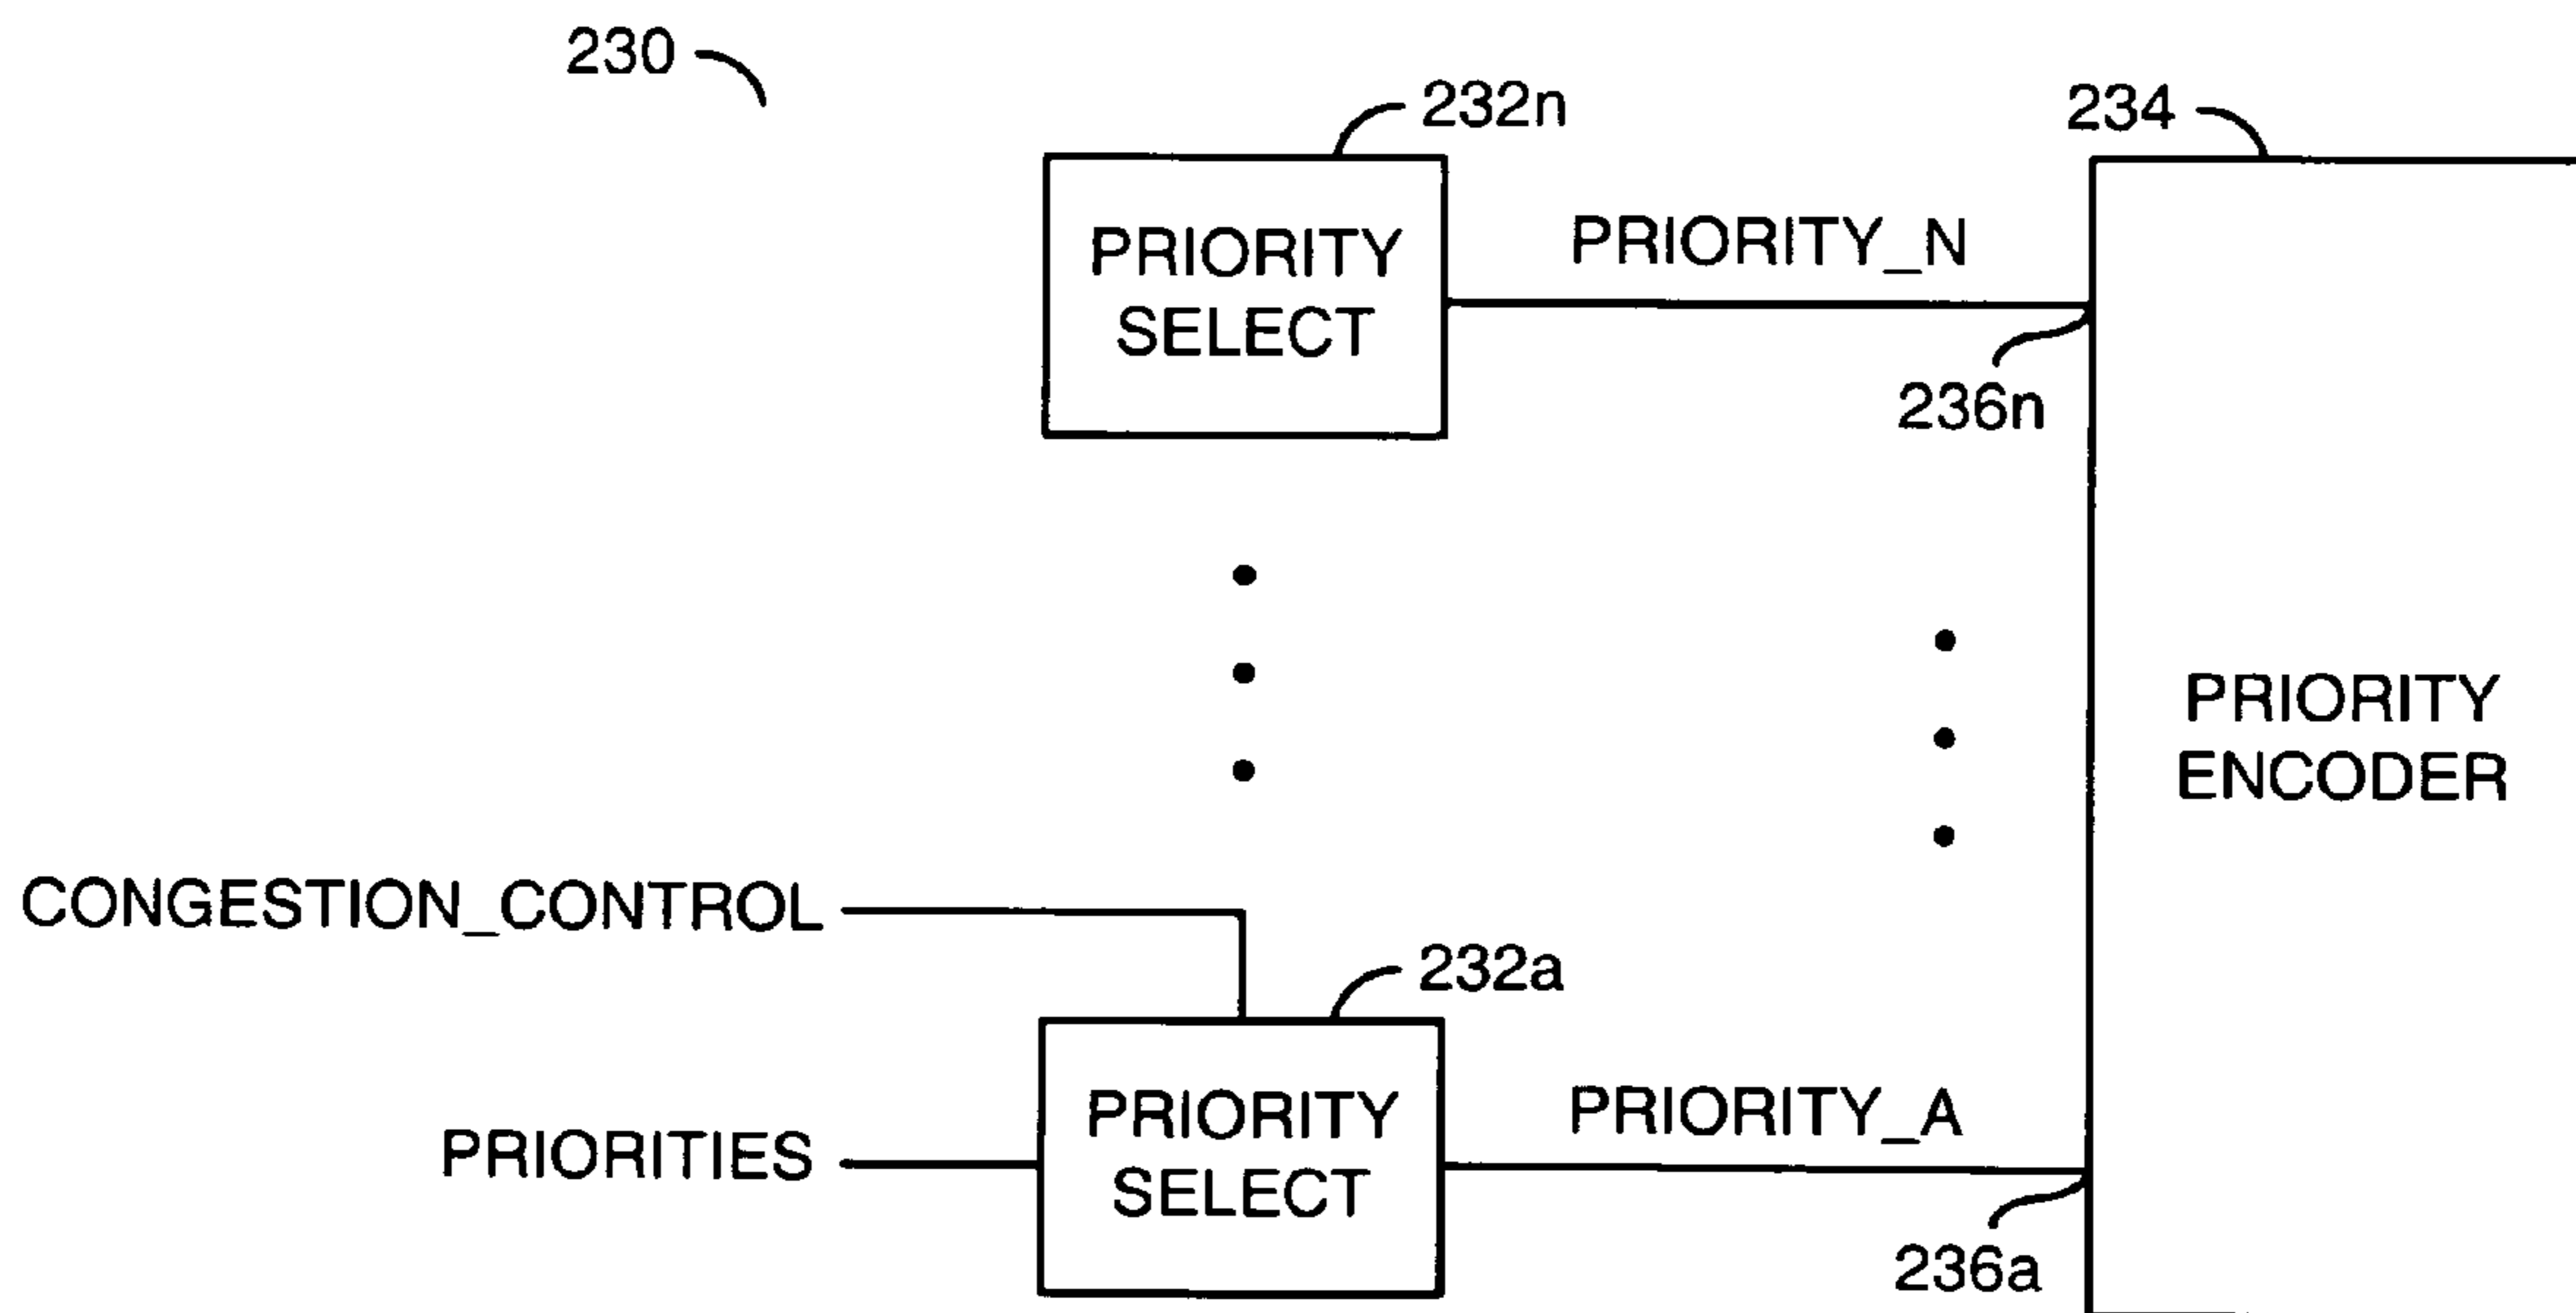 230
232n
234
PRIORITY
SELECT
PRIORITY_N
236n
PRIORITY
ENCODER
CONGESTION_CONTROL
232a
PRIORITIES
PRIORITY
SELECT
PRIORITY_A
236a